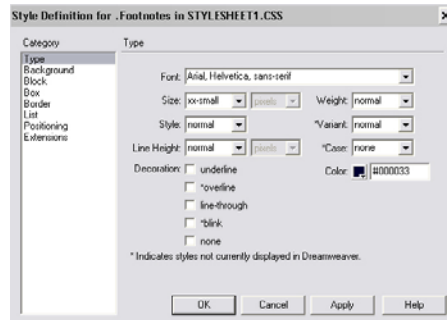 Style Definition for .Footnotes in STYLESHEET1.CSS
Category
Type
Background
Block
Box
Border
List
Positioning
Extensions
Type
Font: Arial, Helvetica, sans-serif
Size: xx-small pixels Weight: normal
Style: normal *Variant: normal
Line Height: normal pixels *Case: none
Decoration: underline Color: #000033
*overline
line-through
*blink
none
* Indicates styles not currently displayed in Dreamweaver.
OK Cancel Apply Help